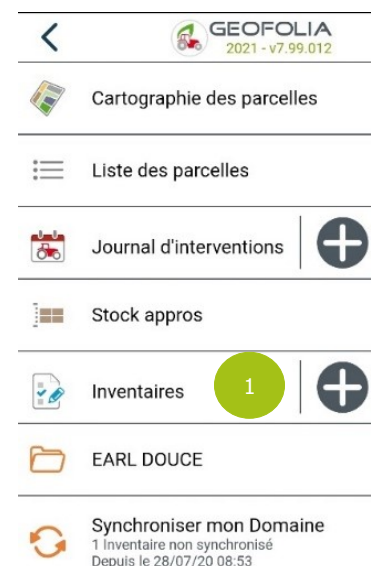 GEOFOLIA
2021 - v7.99.012
Cartographie des parcelles
Liste des parcelles
Journal d'interventions
Stock appros
Inventaires 1
EARL DOUCE
Synchroniser mon Domaine
1 Inventaire non synchronisé
Depuis le 28/07/20 08:53